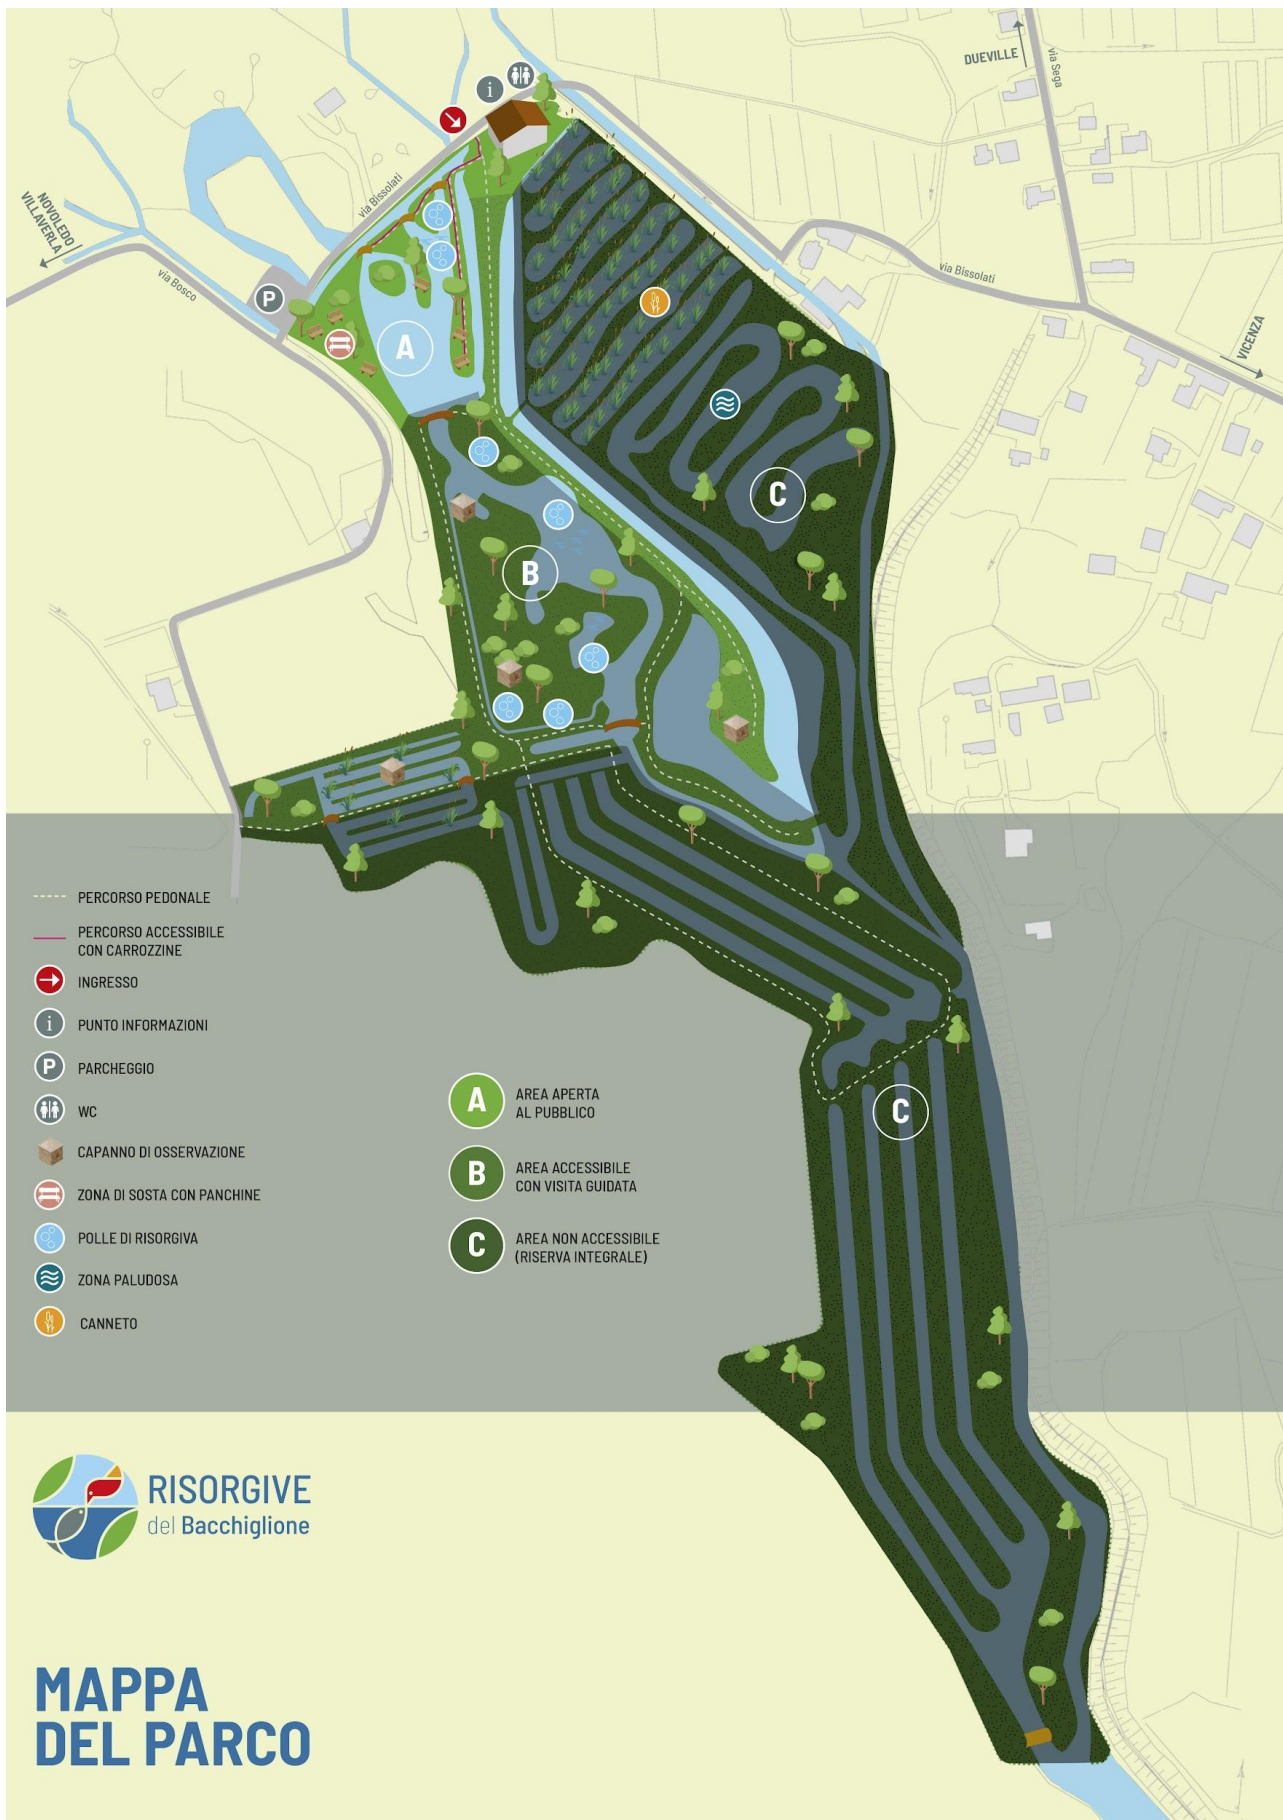 DUEVILLE
via Sega
i
NOVOLEDO
VILLAVERLA
via Bissolati
via Bosco
P
A
via Bissolati
VICENZA
C
B
PERCORSO PEDONALE
PERCORSO ACCESSIBILE
CON CARROZZINE
INGRESSO
i
PUNTO INFORMAZIONI
P
PARCHEGGIO
WC
CAPANNO DI OSSERVAZIONE
ZONA DI SOSTA CON PANCHINE
POLLE DI RISORGIVA
ZONA PALUDOSA
CANNETO
A
AREA APERTA
AL PUBBLICO
B
AREA ACCESSIBILE
CON VISITA GUIDATA
C
AREA NON ACCESSIBILE
(RISERVA INTEGRALE)
C
RISORGIVE
del Bacchiglione
MAPPA
DEL PARCO